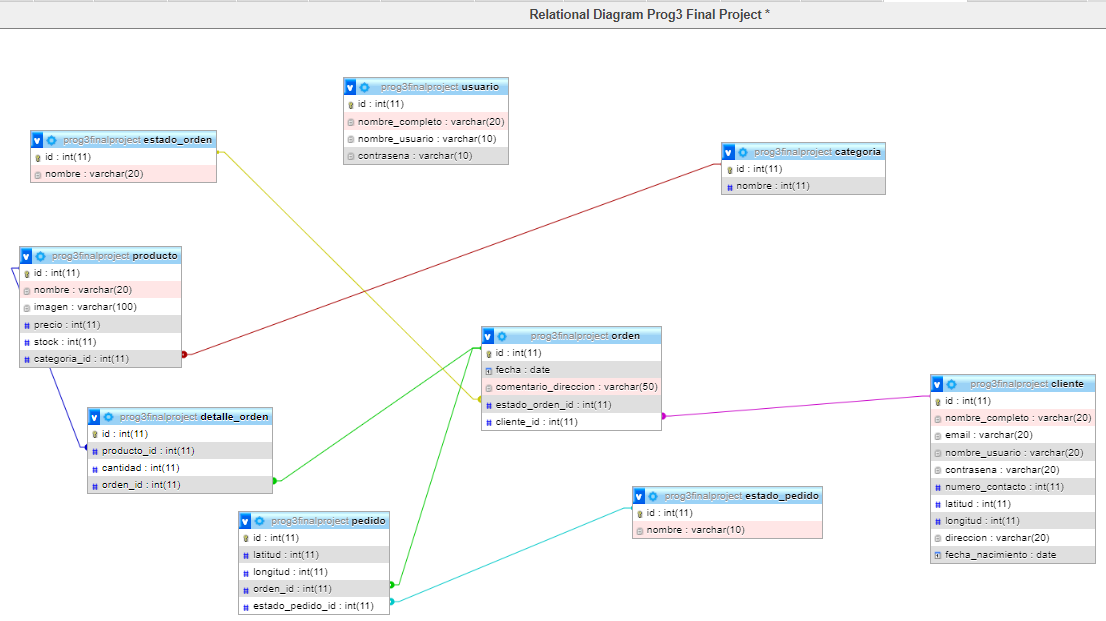 Relational Diagram Prog3 Final Project *
prog3finalproject usuario
id : int(11)
nombre_completo : varchar(20)
nombre_usuario : varchar(10)
contrasena : varchar(10)
prog3finalproject estado_orden
id : int(11)
nombre : varchar(20)
prog3finalproject categoria
id : int(11)
nombre : int(11)
prog3finalproject producto
id : int(11)
nombre : varchar(20)
imagen : varchar(100)
precio : int(11)
stock : int(11)
categoria_id : int(11)
prog3finalproject orden
id : int(11)
fecha : date
comentario_direccion : varchar(50)
estado_orden_id : int(11)
cliente_id : int(11)
prog3finalproject cliente
id : int(11)
nombre_completo : varchar(20)
email : varchar(20)
nombre_usuario : varchar(20)
contrasena : varchar(20)
numero_contacto : int(11)
latitud : int(11)
longitud : int(11)
direccion : varchar(20)
fecha_nacimiento : date
prog3finalproject detalle_orden
id : int(11)
producto_id : int(11)
cantidad : int(11)
orden_id : int(11)
prog3finalproject estado_pedido
id : int(11)
nombre : varchar(10)
prog3finalproject pedido
id : int(11)
latitud : int(11)
longitud : int(11)
orden_id : int(11)
estado_pedido_id : int(11)